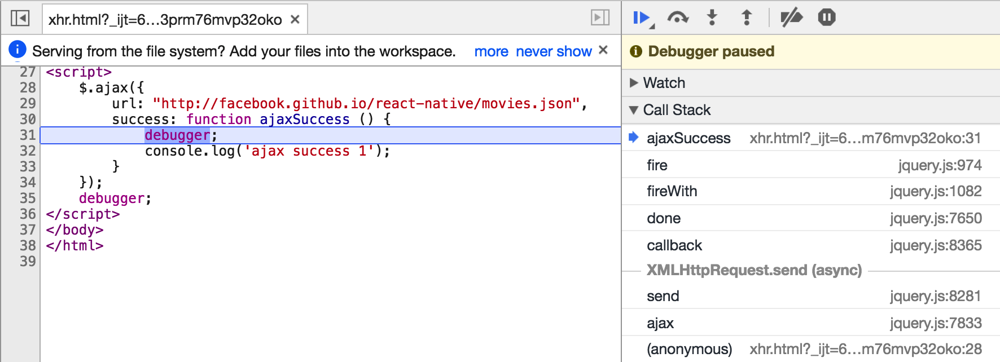 xhr.html?_ijt=6…3prm76mvp32oko ×
i Serving from the file system? Add your files into the workspace. more never show ×
27 <script>
28     $.ajax({
29         url: "http://facebook.github.io/react-native/movies.json",
30         success: function ajaxSuccess () {
31             debugger;
32             console.log('ajax success 1');
33         }
34     });
35     debugger;
36 </script>
37 </body>
38 </html>
39
Debugger paused
Watch
Call Stack
ajaxSuccess xhr.html?_ijt=6…m76mvp32oko:31
fire jquery.js:974
fireWith jquery.js:1082
done jquery.js:7650
callback jquery.js:8365
XMLHttpRequest.send (async)
send jquery.js:8281
ajax jquery.js:7833
(anonymous) xhr.html?_ijt=6…m76mvp32oko:28